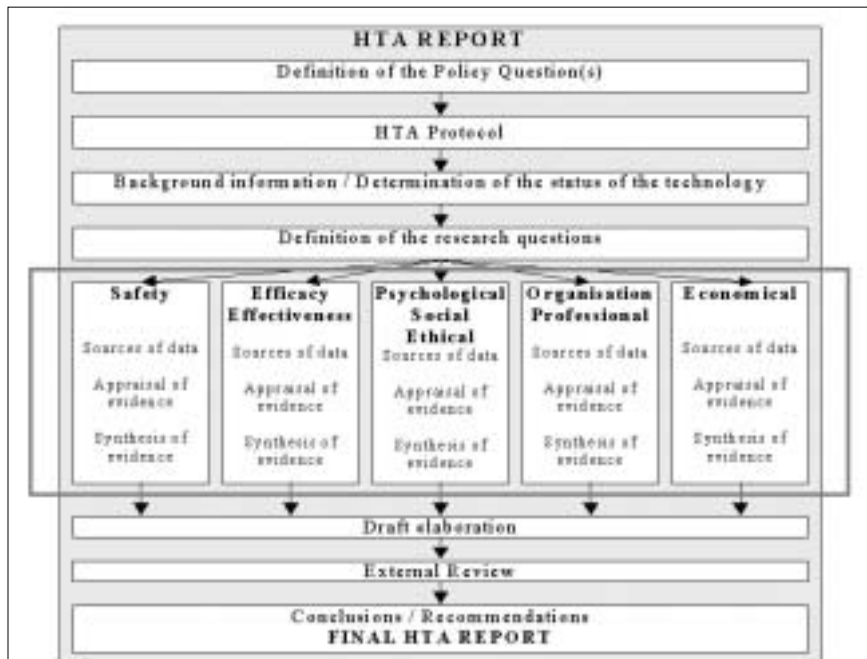 HTA REPORT
Definition of the Policy Question(s)
HTA Protocol
Background information / Determination of the status of the technology
Definition of the research questions
Safety
Sources of data
Appraisal of
evidence
Synthesis of
evidence
Efficacy
Effectiveness
Sources of data
Appraisal of
evidence
Synthesis of
evidence
Psychological
Social
Ethical
Sources of data
Appraisal of
evidence
Synthesis of
evidence
Organisation
Professional
Sources of data
Appraisal of
evidence
Synthesis of
evidence
Economical
Sources of data
Appraisal of
evidence
Synthesis of
evidence
Draft elaboration
External Review
Conclusions / Recommendations
FINAL HTA REPORT